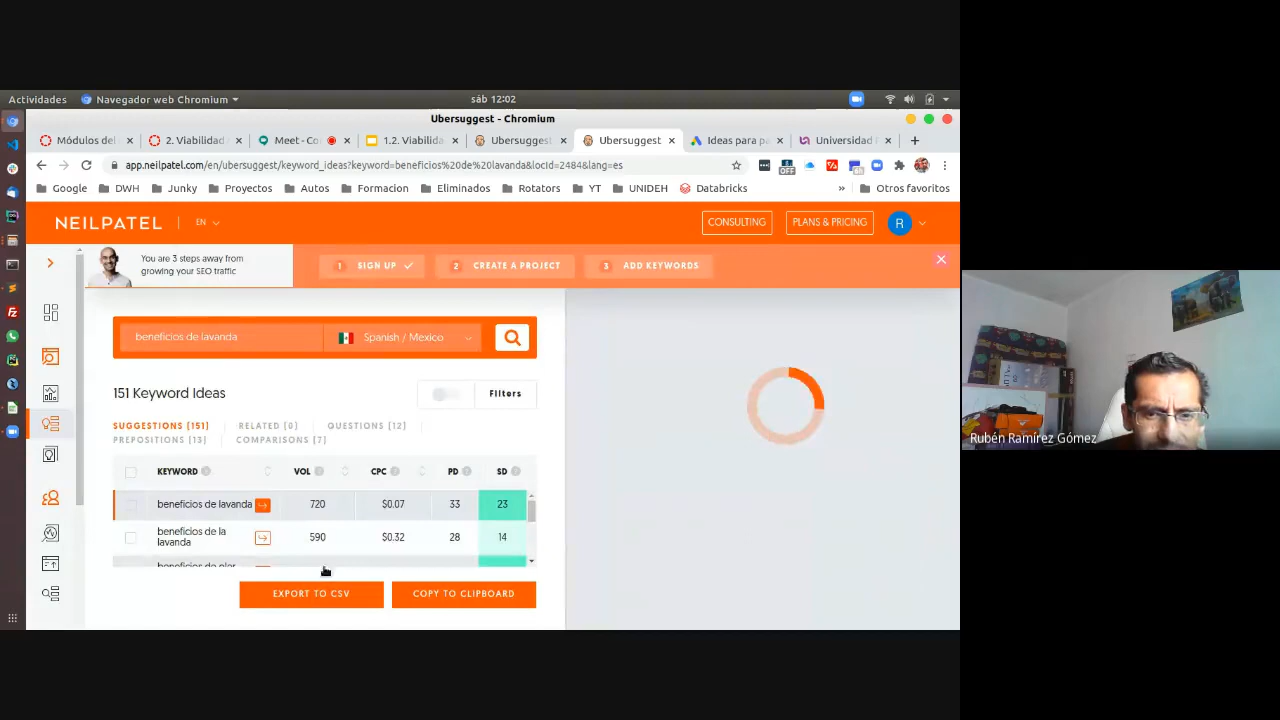 Actividades
Navegador web Chromium
sáb 12:02
Ubersuggest - Chromium
Módulos del
2. Viabilidad
Meet - Co
1.2. Viabilida
Ubersuggest
Ubersuggest
Ideas para pa
Universidad
app.neilpatel.com/en/ubersuggest/keyword_ideas?keyword=beneficios%20de%20lavanda&locId=2484&lang=es
OFF
Google
DWH
Junky
Proyectos
Autos
Formacion
Eliminados
Rotators
YT
UNIDEH
Databricks
»
Otros favoritos
NEILPATEL
EN
CONSULTING
PLANS & PRICING
R
You are 3 steps away from
growing your SEO traffic
1 SIGN UP
2 CREATE A PROJECT
3 ADD KEYWORDS
beneficios de lavanda
Spanish / Mexico
151 Keyword Ideas
Filters
SUGGESTIONS (151)
RELATED (0)
QUESTIONS (12)
PREPOSITIONS (13)
COMPARISONS (7)
KEYWORD
VOL
CPC
PD
SD
beneficios de lavanda
720
$0.07
33
23
beneficios de la
lavanda
590
$0.32
28
14
EXPORT TO CSV
COPY TO CLIPBOARD
Rubén Ramírez Gómez